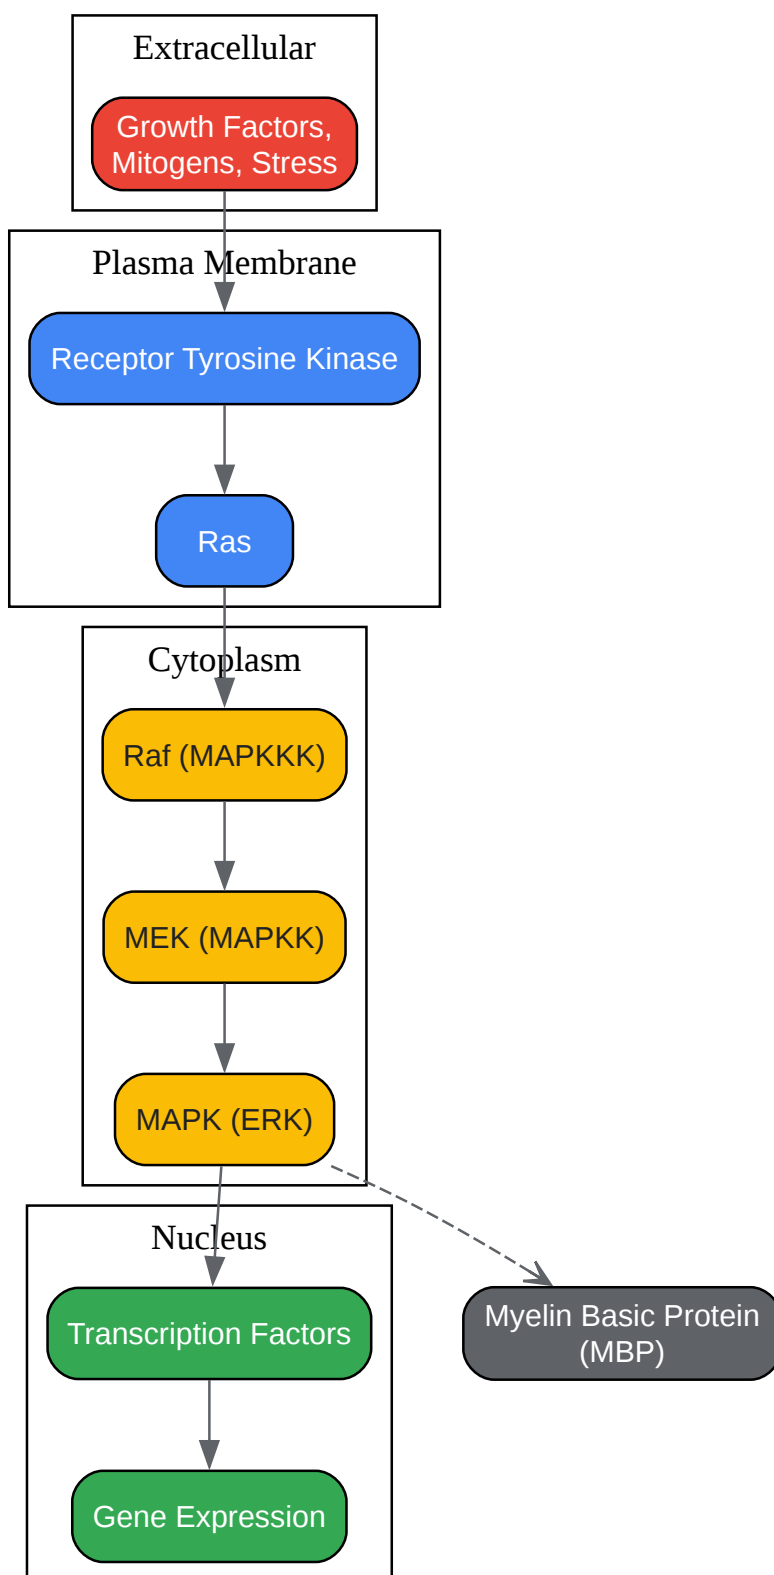 Extracellular
Growth Factors,
Mitogens, Stress
Plasma Membrane
Receptor Tyrosine Kinase
Ras
Cytoplasm
Raf (MAPKKK)
MEK (MAPKK)
MAPK (ERK)
Nucleus
Transcription Factors
Myelin Basic Protein
(MBP)
Gene Expression